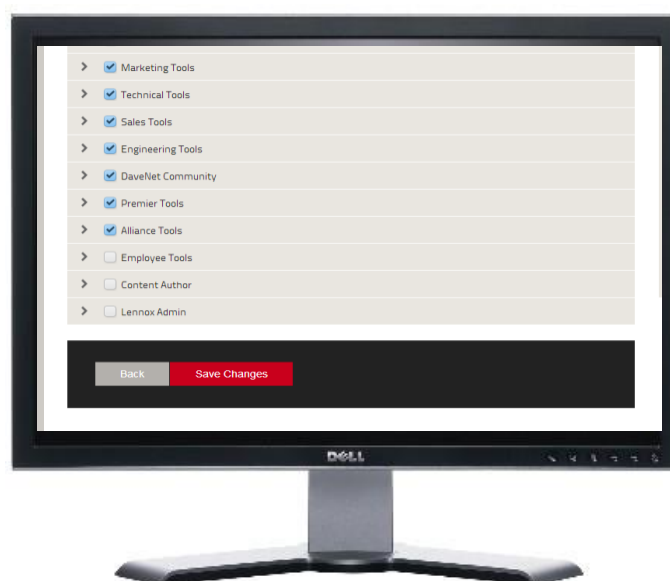 Marketing Tools
Technical Tools
Sales Tools
Engineering Tools
DaveNet Community
Premier Tools
Alliance Tools
Employee Tools
Content Author
Lennox Admin
Back Save Changes
DELL